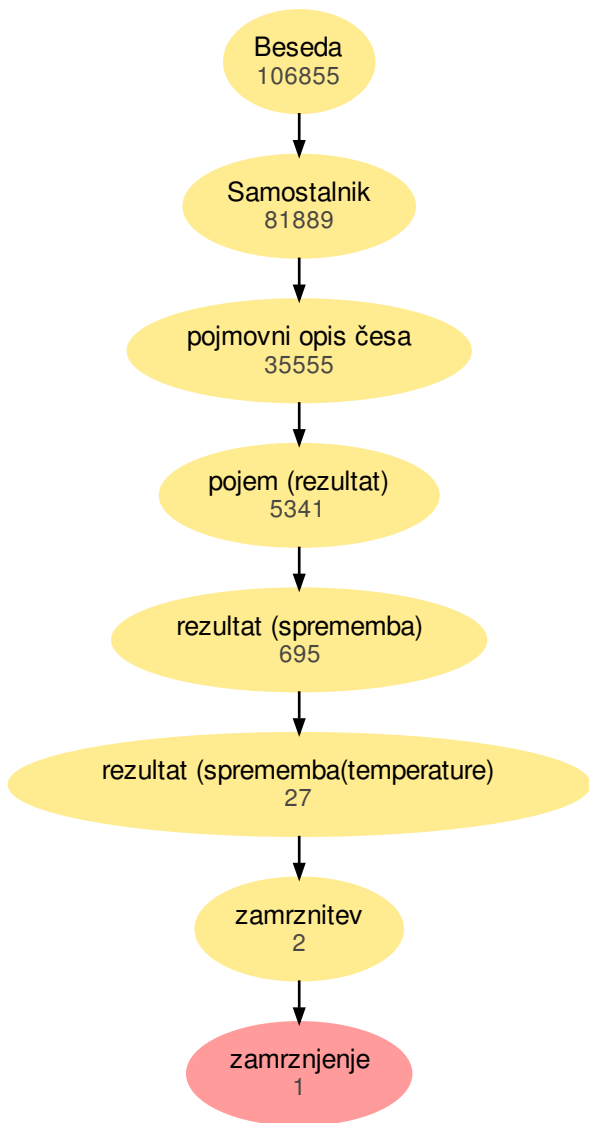 Beseda
106855
Samostalnik
81889
pojmovni opis česa
35555
pojem (rezultat)
5341
rezultat (sprememba)
695
rezultat (sprememba(temperature)
27
zamrznitev
2
zamrznjenje
1